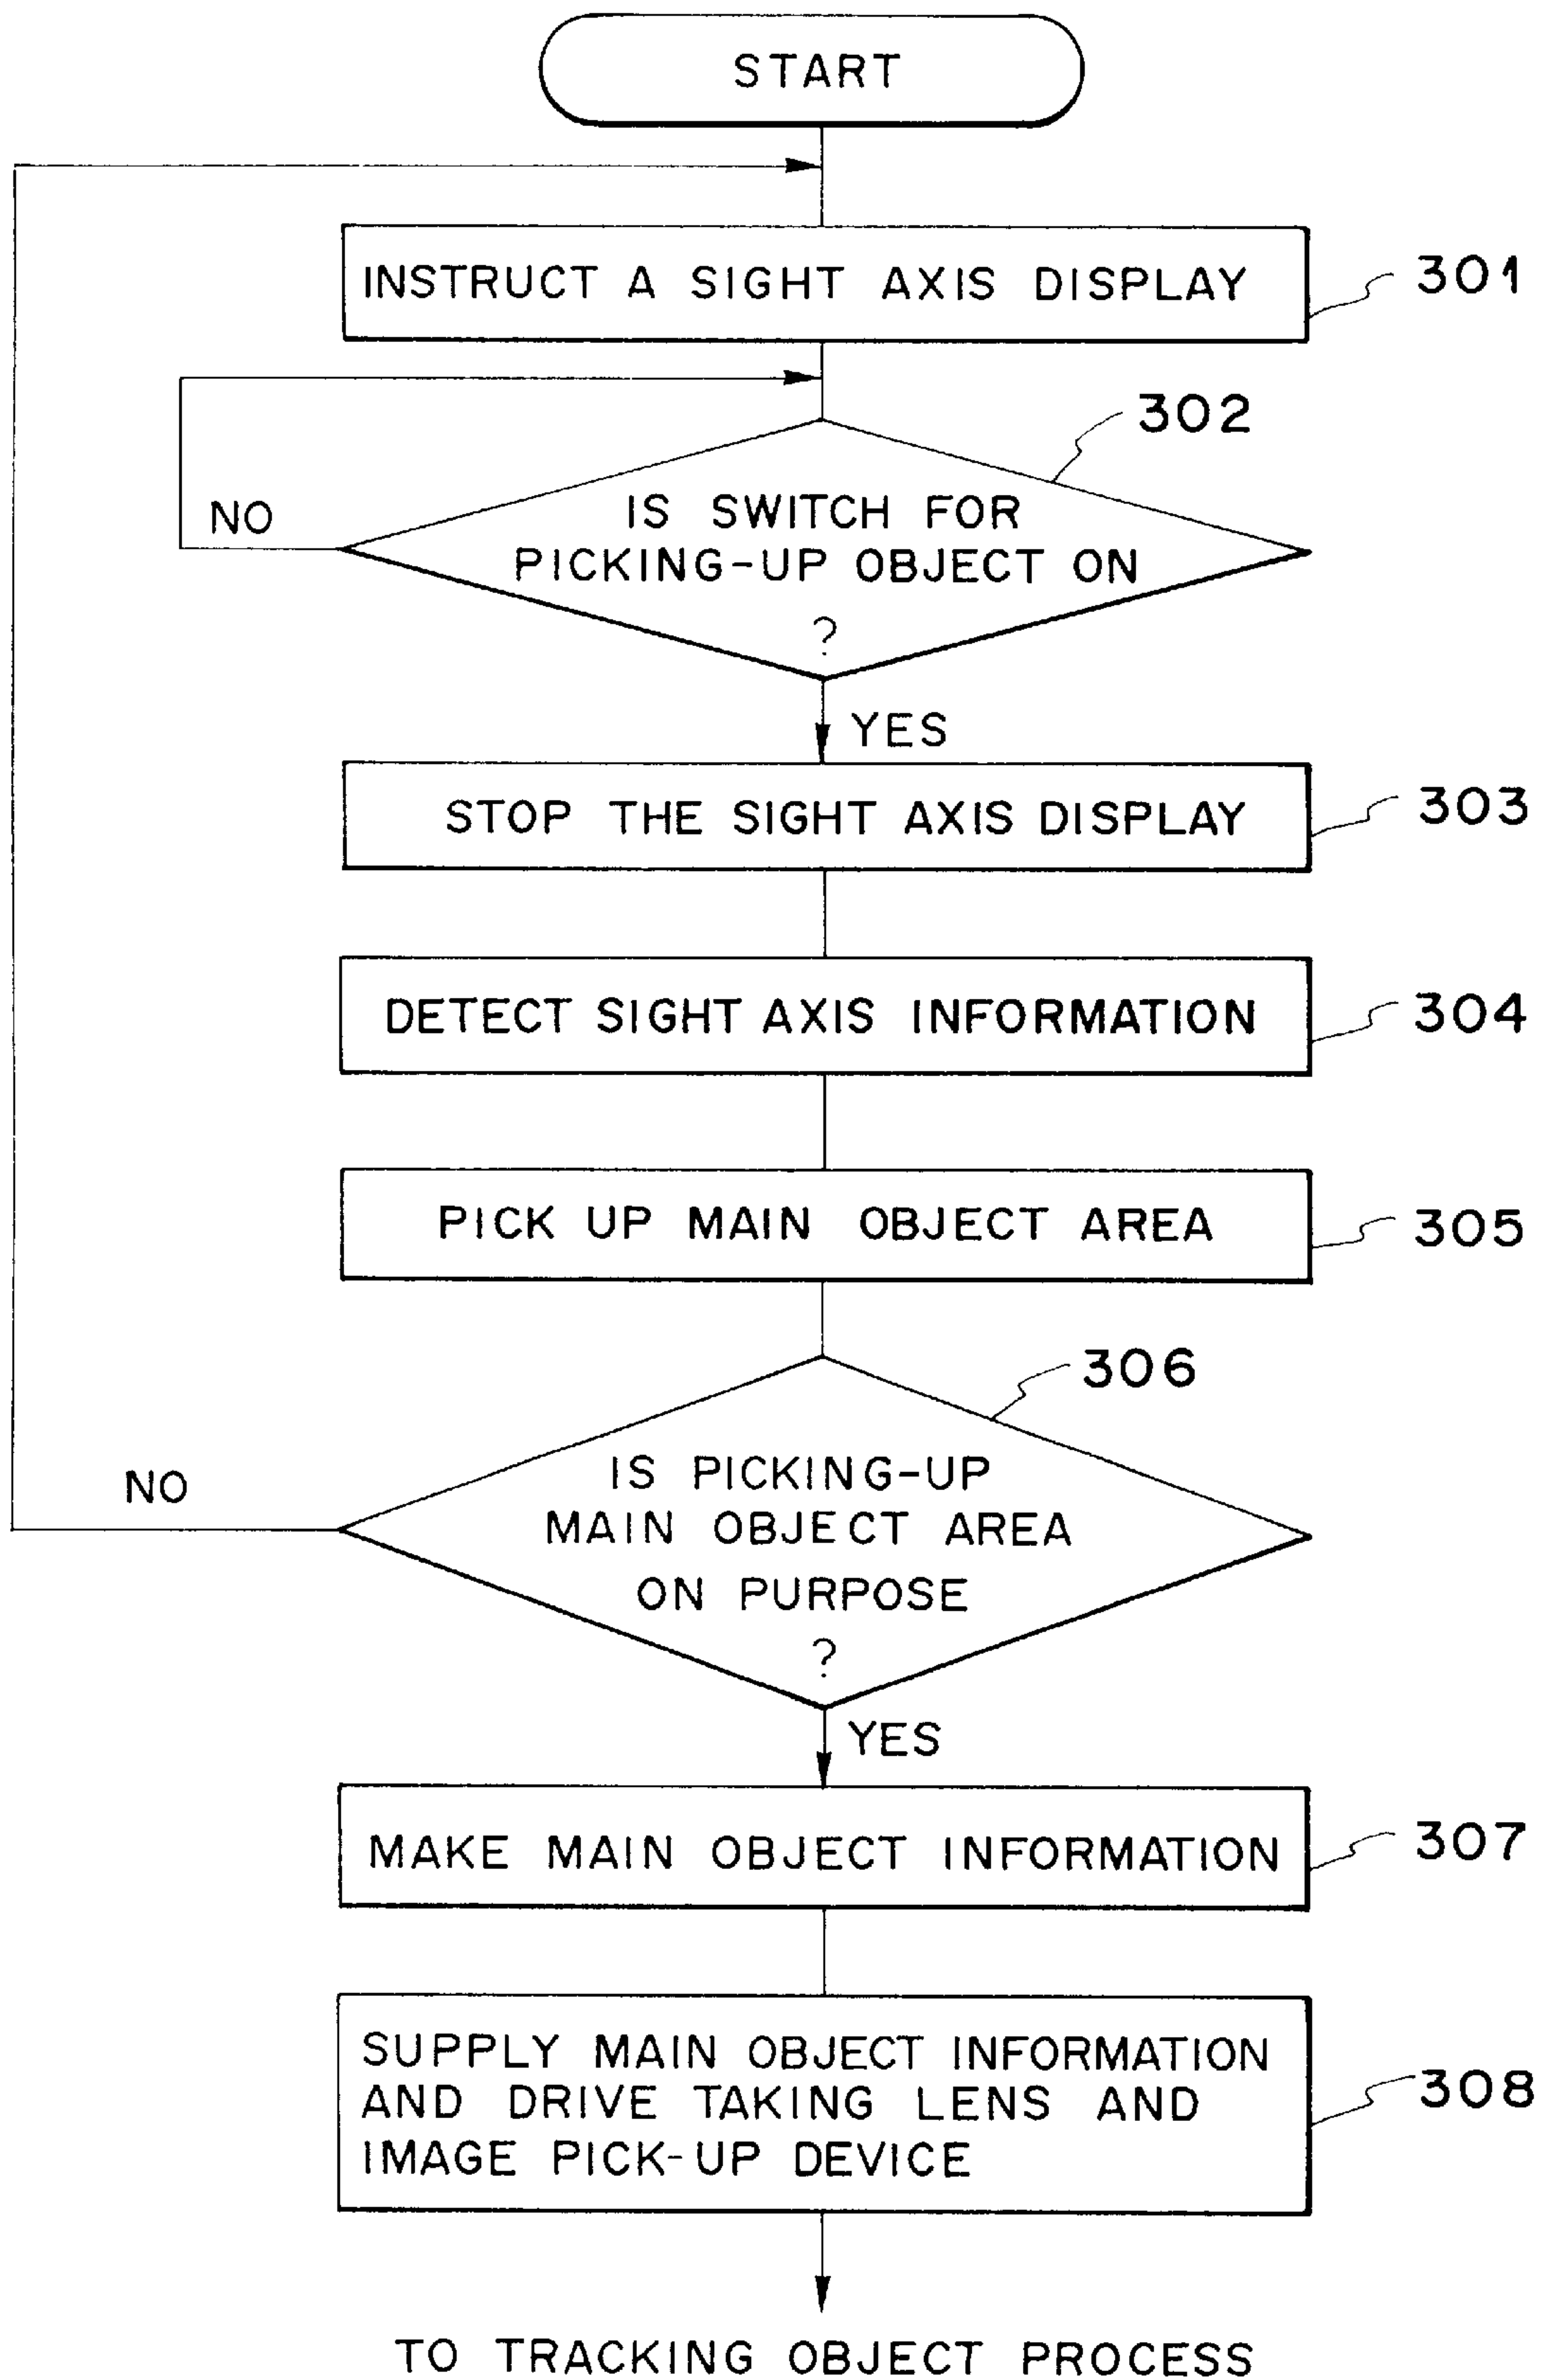 START
INSTRUCT A SIGHT AXIS DISPLAY
301
302
IS SWITCH FOR
PICKING-UP OBJECT ON
?
NO
YES
STOP THE SIGHT AXIS DISPLAY
303
DETECT SIGHT AXIS INFORMATION
304
PICK UP MAIN OBJECT AREA
305
306
IS PICKING-UP
MAIN OBJECT AREA
ON PURPOSE
?
NO
YES
MAKE MAIN OBJECT INFORMATION
307
SUPPLY MAIN OBJECT INFORMATION
AND DRIVE TAKING LENS AND
IMAGE PICK-UP DEVICE
308
TO TRACKING OBJECT PROCESS